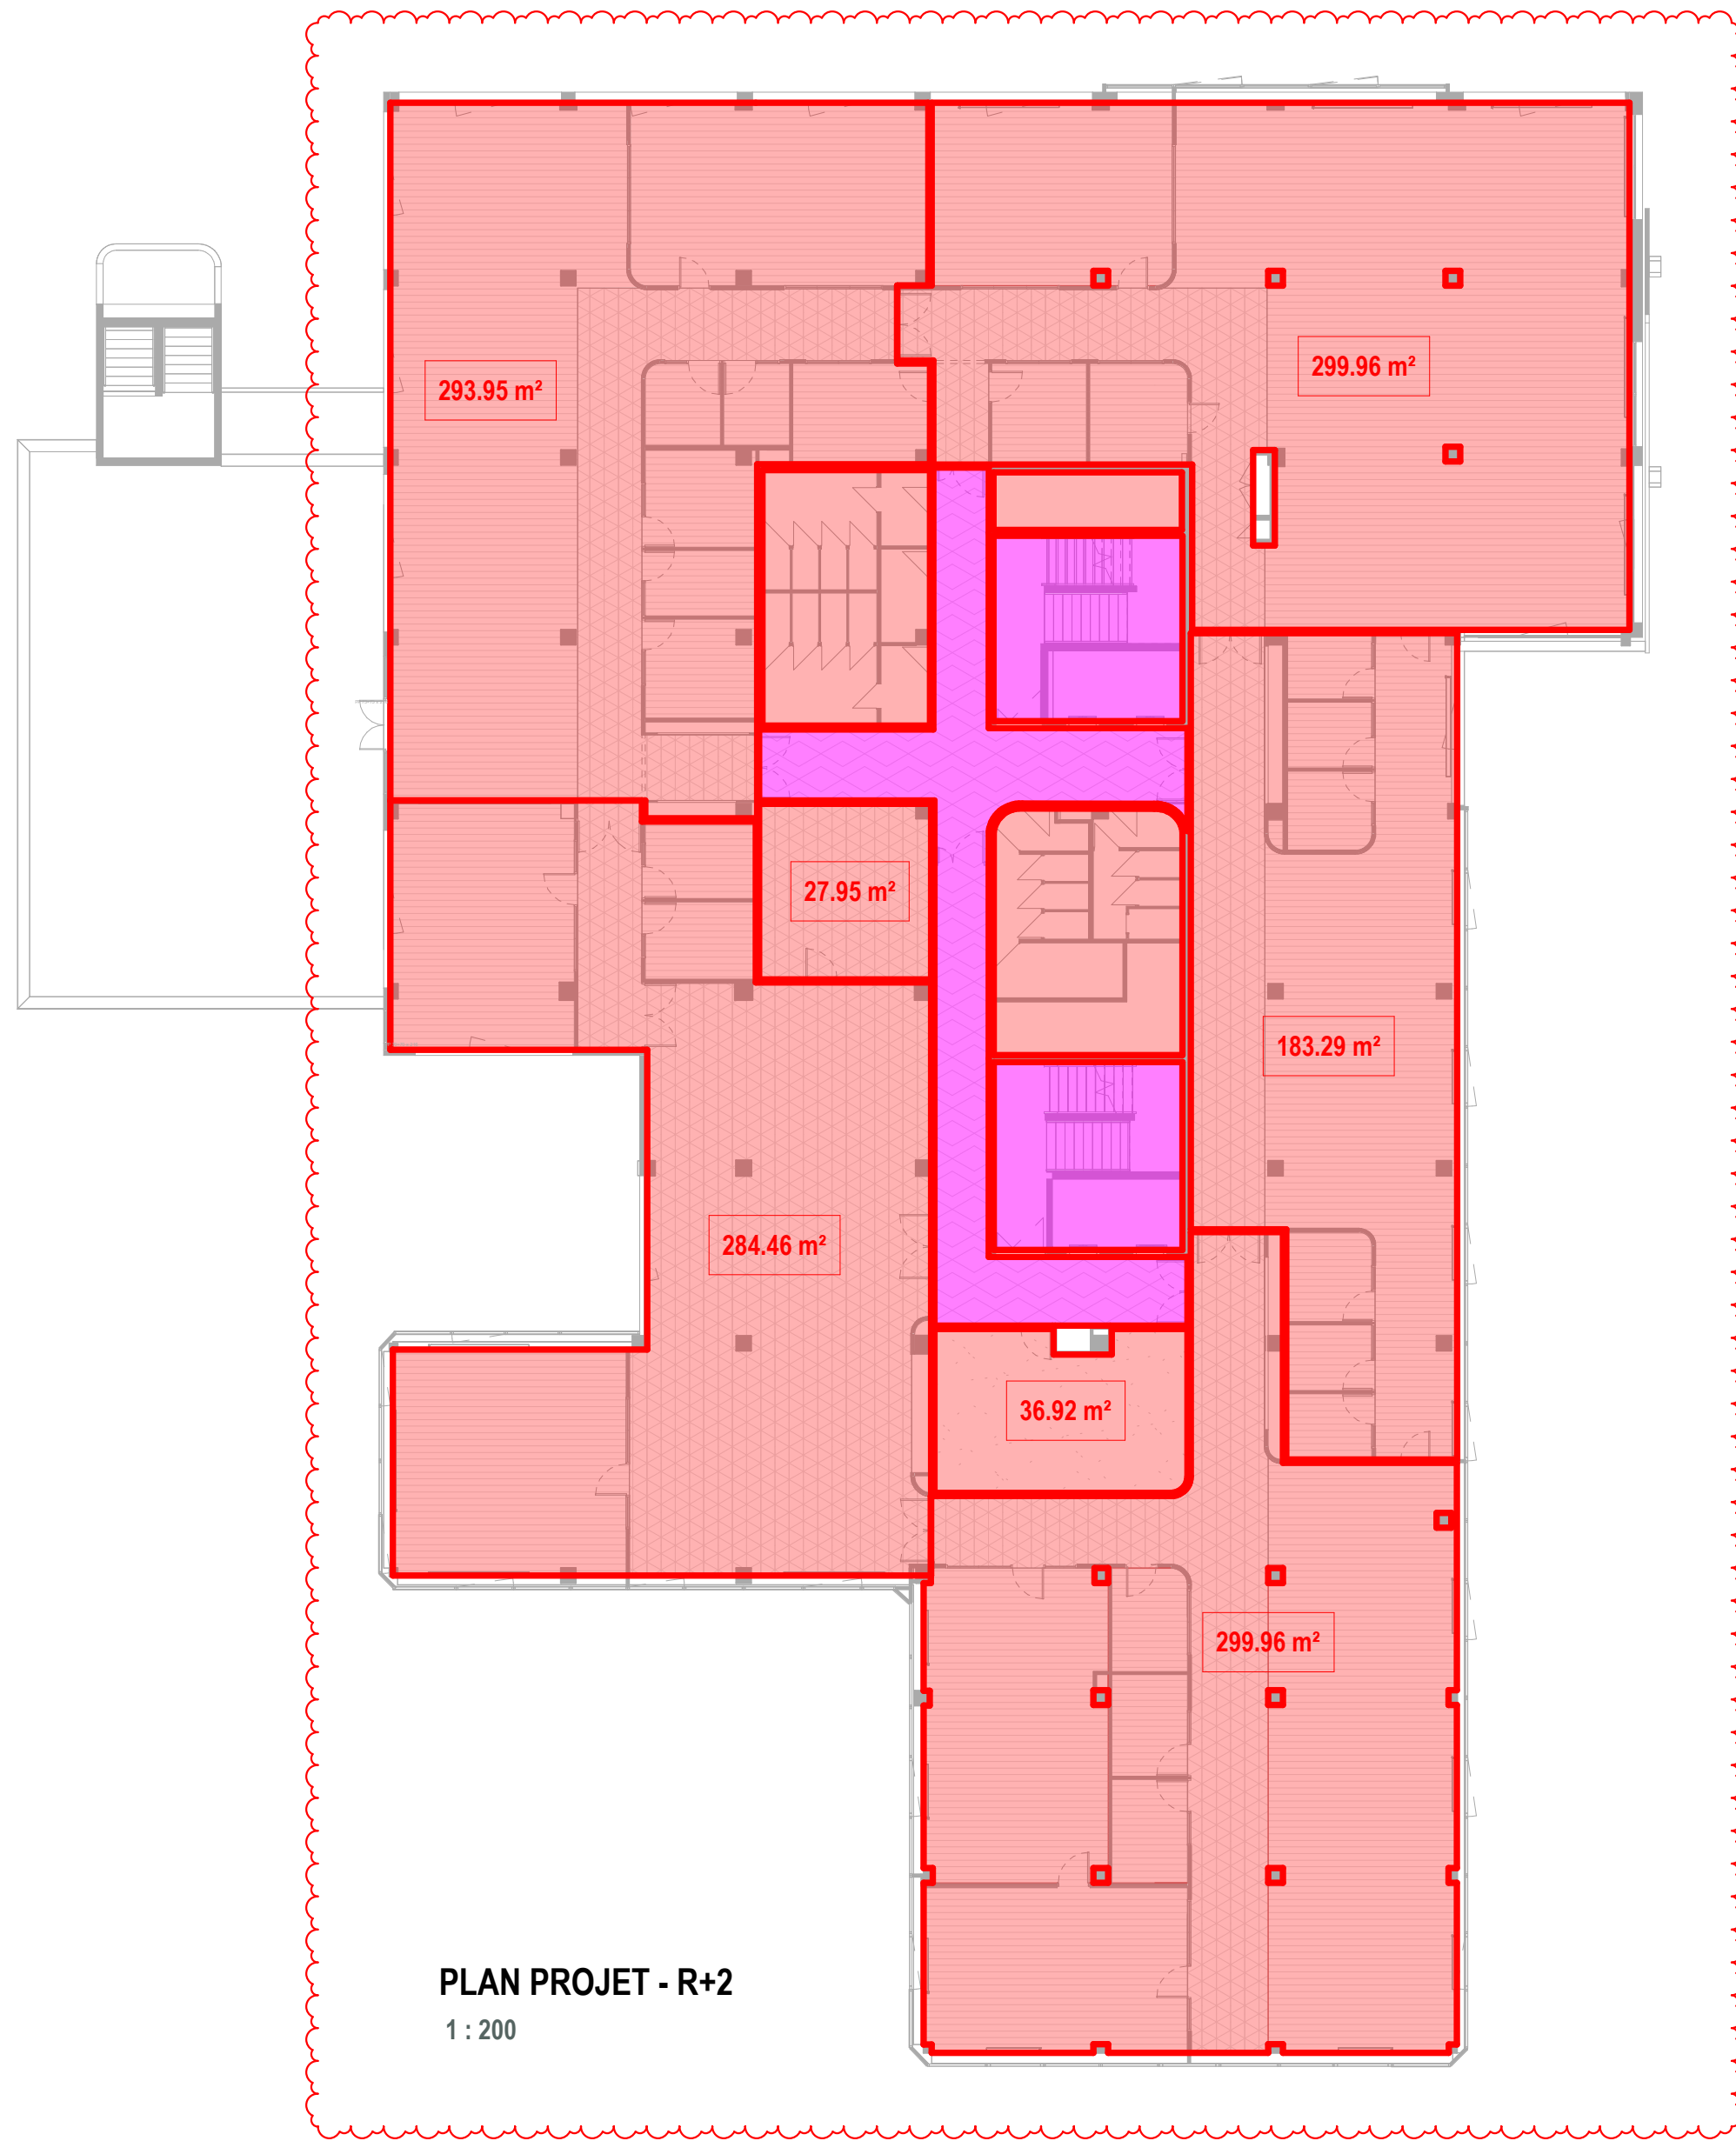 299.96 m²
293.95 m²
27.95 m²
183.29 m²
284.46 m²
36.92 m²
299.96 m²
PLAN PROJET - R+2
1 : 200